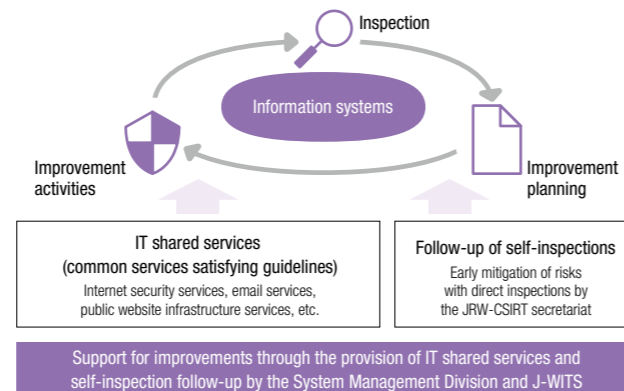 Inspection
Information systems
Improvement
activities
Improvement
planning
IT shared services
(common services satisfying guidelines)
Internet security services, email services,
public website infrastructure services, etc.
Follow-up of self-inspections
Early mitigation of risks
with direct inspections by
the JRW-CSIRT secretariat
Support for improvements through the provision of IT shared services and
self-inspection follow-up by the System Management Division and J-WITS